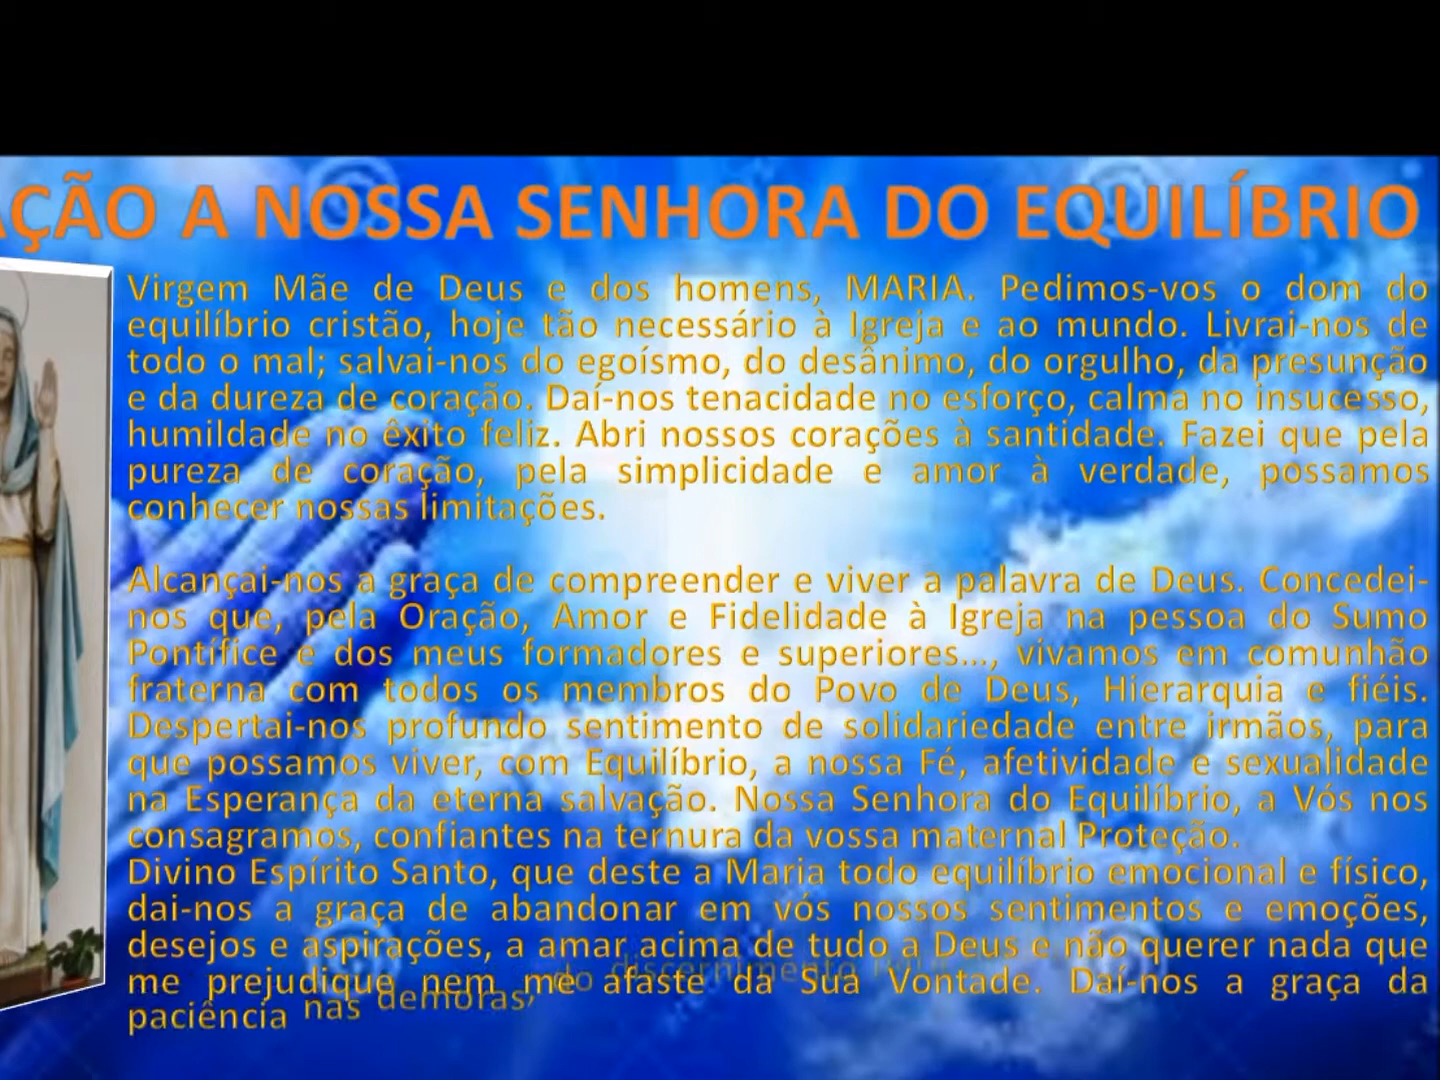 AÇÃO A NOSSA SENHORA DO EQUILÍBRIO
Virgem Mãe de Deus e dos homens, MARIA. Pedimos-vos o dom do
equilíbrio cristão, hoje tão necessário à Igreja e ao mundo. Livrai-nos de
todo o mal; salvai-nos do egoísmo, do desânimo, do orgulho, da presunção
e da dureza de coração. Daí-nos tenacidade no esforço, calma no insucesso,
humildade no êxito feliz. Abri nossos corações à santidade. Fazei que pela
pureza de coração, pela simplicidade e amor à verdade, possamos
conhecer nossas limitações.
Alcançai-nos a graça de compreender e viver a palavra de Deus. Concedei-
nos que, pela Oração, Amor e Fidelidade à Igreja na pessoa do Sumo
Pontífice e dos meus formadores e superiores..., vivamos em comunhão
fraterna com todos os membros do Povo de Deus, Hierarquia e fiéis.
Despertai-nos profundo sentimento de solidariedade entre irmãos, para
que possamos viver, com Equilíbrio, a nossa Fé, afetividade e sexualidade
na Esperança da eterna salvação. Nossa Senhora do Equilíbrio, a Vós nos
consagramos, confiantes na ternura da vossa maternal Proteção.
Divino Espírito Santo, que deste a Maria todo equilíbrio emocional e físico,
dai-nos a graça de abandonar em vós nossos sentimentos e emoções,
desejos e aspirações, a amar acima de tudo a Deus e não querer nada que
me prejudique nem me afaste da Sua Vontade. Daí-nos a graça da
paciência nas demoras, do discernimento